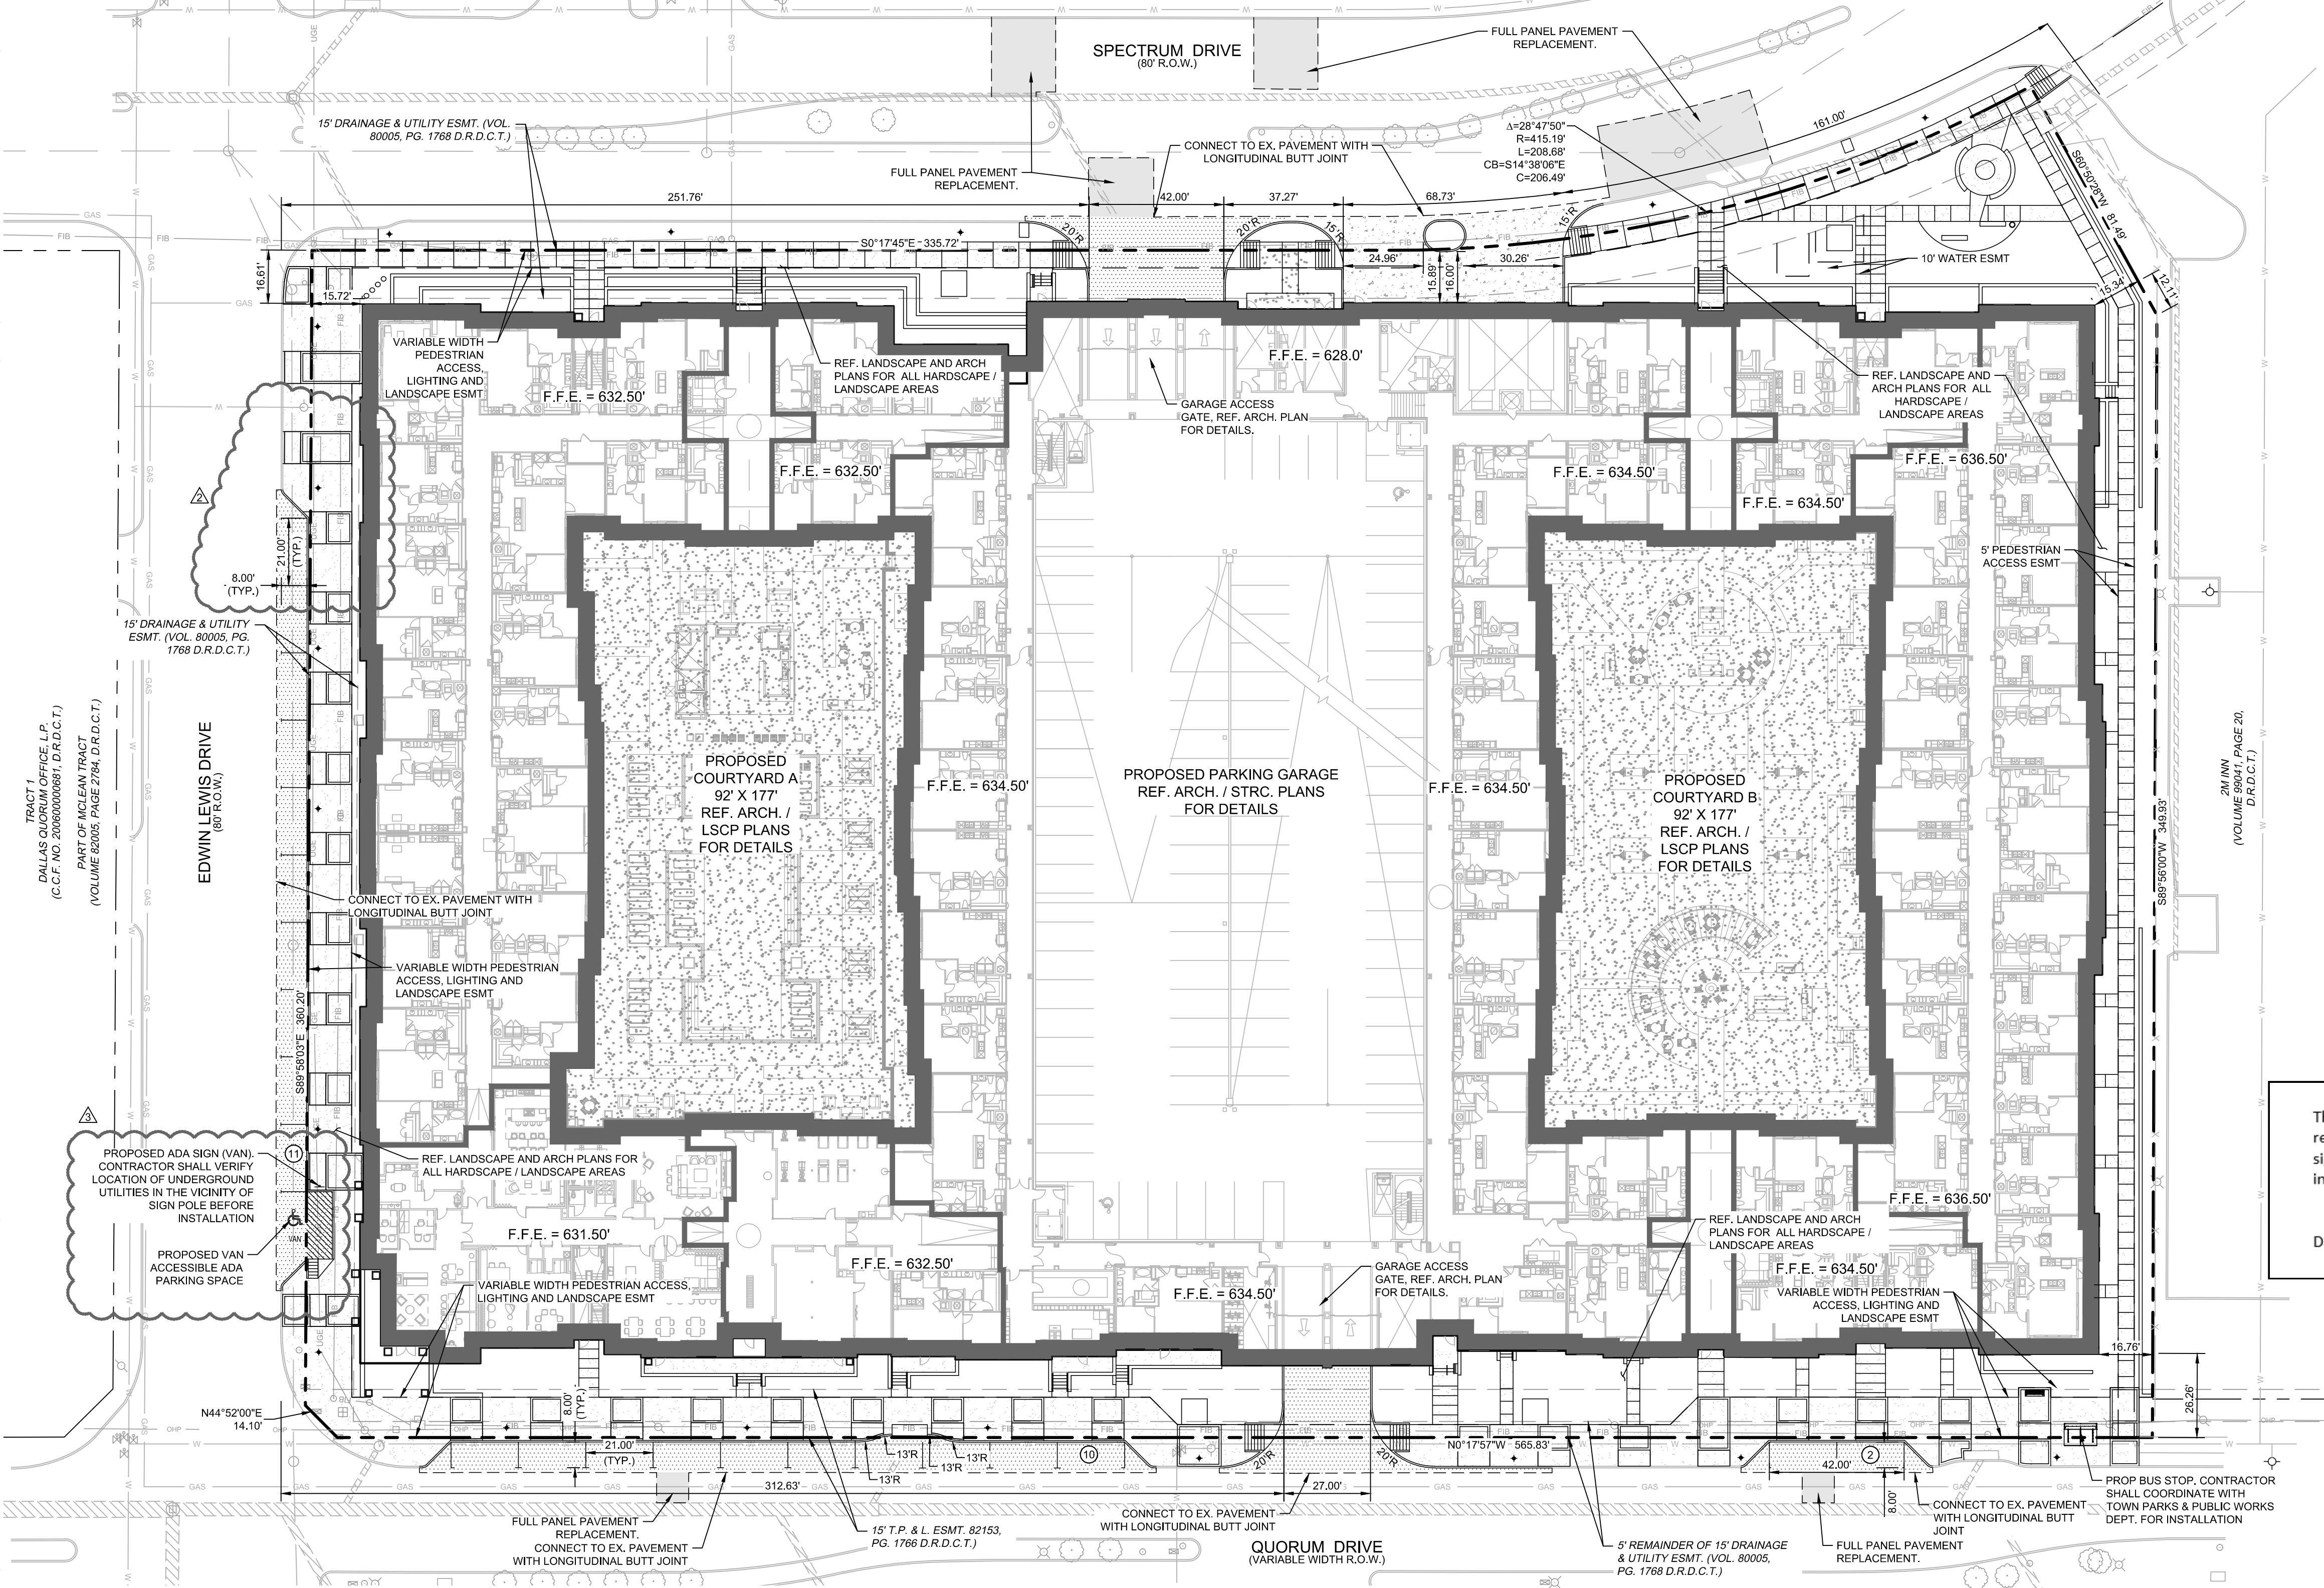 SPECTRUM DRIVE
(80' R.O.W.)
FULL PANEL PAVEMENT
REPLACEMENT.
15' DRAINAGE & UTILITY ESMT. (VOL.
80005, PG. 1768 D.R.D.C.T.)
FULL PANEL PAVEMENT
REPLACEMENT.
CONNECT TO EX. PAVEMENT WITH
LONGITUDINAL BUTT JOINT
Δ=28°47'50"
R=415.19'
L=208.68'
CB=S14°38'06"E
C=206.49'
161.00'
251.76'
42.00'
37.27'
68.73'
S0°17'45"E 335.72'
20'R
20'R
15'R
15'R
24.96'
30.26'
15.89'
16.00'
16.61'
15.72'
S60°50'28"W 81.49'
12.11'
15.34'
10' WATER ESMT
VARIABLE WIDTH
PEDESTRIAN
ACCESS,
LIGHTING AND
LANDSCAPE ESMT
REF. LANDSCAPE AND ARCH
PLANS FOR ALL HARDSCAPE /
LANDSCAPE AREAS
F.F.E. = 632.50'
F.F.E. = 632.50'
F.F.E. = 628.0'
GARAGE ACCESS
GATE, REF. ARCH. PLAN
FOR DETAILS.
REF. LANDSCAPE AND
ARCH PLANS FOR ALL
HARDSCAPE /
LANDSCAPE AREAS
F.F.E. = 634.50'
F.F.E. = 634.50'
F.F.E. = 636.50'
5' PEDESTRIAN
ACCESS ESMT
2
21.00'
(TYP.)
8.00'
(TYP.)
15' DRAINAGE & UTILITY
ESMT. (VOL. 80005, PG.
1768 D.R.D.C.T.)
TRACT 1
DALLAS QUORUM OFFICE, L.P.
(C.C.F. NO. 200600000681, D.R.D.C.T.)
PART OF MCLEAN TRACT
(VOLUME 82005, PAGE 2784, D.R.D.C.T.)
EDWIN LEWIS DRIVE
(80' R.O.W.)
PROPOSED
COURTYARD A
92' X 177'
REF. ARCH. /
LSCP PLANS
FOR DETAILS
F.F.E. = 634.50'
PROPOSED PARKING GARAGE
REF. ARCH. / STRC. PLANS
FOR DETAILS
F.F.E. = 634.50'
PROPOSED
COURTYARD B
92' X 177'
REF. ARCH. /
LSCP PLANS
FOR DETAILS
S89°56'00"W 349.93'
2M INN
(VOLUME 99041, PAGE 20,
D.R.D.C.T.)
CONNECT TO EX. PAVEMENT WITH
LONGITUDINAL BUTT JOINT
VARIABLE WIDTH PEDESTRIAN
ACCESS, LIGHTING AND
LANDSCAPE ESMT
S89°58'03"E 360.20'
3
11
PROPOSED ADA SIGN (VAN).
CONTRACTOR SHALL VERIFY
LOCATION OF UNDERGROUND
UTILITIES IN THE VICINITY OF
SIGN POLE BEFORE
INSTALLATION
VAN
PROPOSED VAN
ACCESSIBLE ADA
PARKING SPACE
REF. LANDSCAPE AND ARCH PLANS FOR
ALL HARDSCAPE / LANDSCAPE AREAS
F.F.E. = 631.50'
F.F.E. = 632.50'
VARIABLE WIDTH PEDESTRIAN ACCESS,
LIGHTING AND LANDSCAPE ESMT
F.F.E. = 634.50'
GARAGE ACCESS
GATE, REF. ARCH. PLAN
FOR DETAILS.
REF. LANDSCAPE AND ARCH
PLANS FOR ALL HARDSCAPE /
LANDSCAPE AREAS
F.F.E. = 636.50'
F.F.E. = 634.50'
VARIABLE WIDTH PEDESTRIAN
ACCESS, LIGHTING AND
LANDSCAPE ESMT
16.76'
26.26'
N44°52'00"E
14.10'
8.00'
(TYP.)
21.00'
(TYP.)
13'R
13'R
13'R
13'R
10
20'R
20'R
N0°17'57"W 565.83'
2
42.00'
8.00'
312.63'
27.00'
FULL PANEL PAVEMENT
REPLACEMENT.
CONNECT TO EX. PAVEMENT
WITH LONGITUDINAL BUTT JOINT
15' T.P. & L. ESMT. 82153,
PG. 1766 D.R.D.C.T.)
CONNECT TO EX. PAVEMENT
WITH LONGITUDINAL BUTT JOINT
QUORUM DRIVE
(VARIABLE WIDTH R.O.W.)
5' REMAINDER OF 15' DRAINAGE
& UTILITY ESMT. (VOL. 80005,
PG. 1768 D.R.D.C.T.)
FULL PANEL PAVEMENT
REPLACEMENT.
CONNECT TO EX. PAVEMENT
WITH LONGITUDINAL BUTT
JOINT
PROP BUS STOP, CONTRACTOR
SHALL COORDINATE WITH
TOWN PARKS & PUBLIC WORKS
DEPT. FOR INSTALLATION